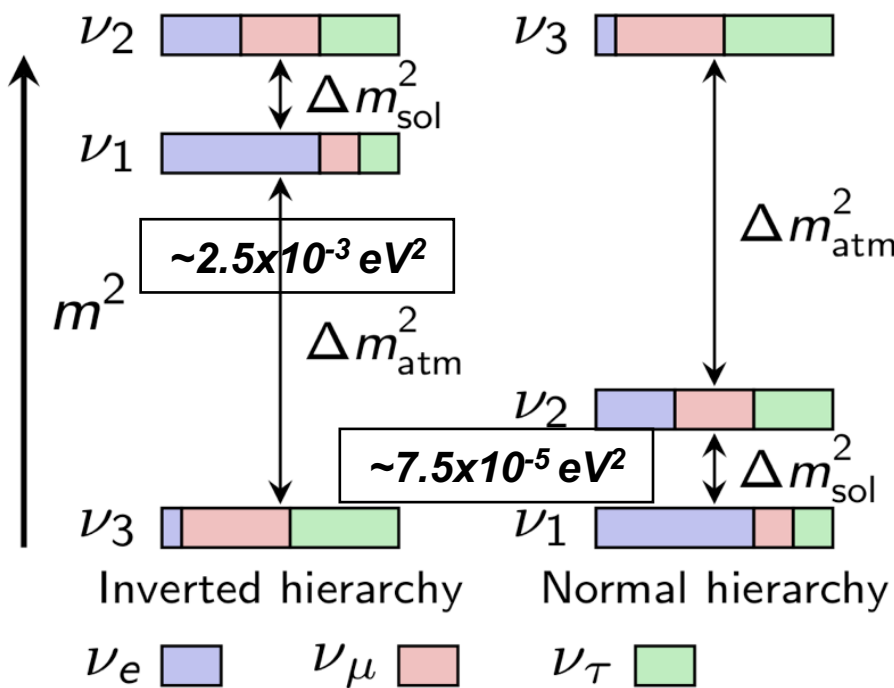 ν₂
Δm²sol
ν₁
~2.5x10⁻³ eV²
m²
Δm²atm
ν₃
Inverted hierarchy
ν₃
Δm²atm
ν₂
~7.5x10⁻⁵ eV²
Δm²sol
ν₁
Normal hierarchy
νe
νμ
ντ